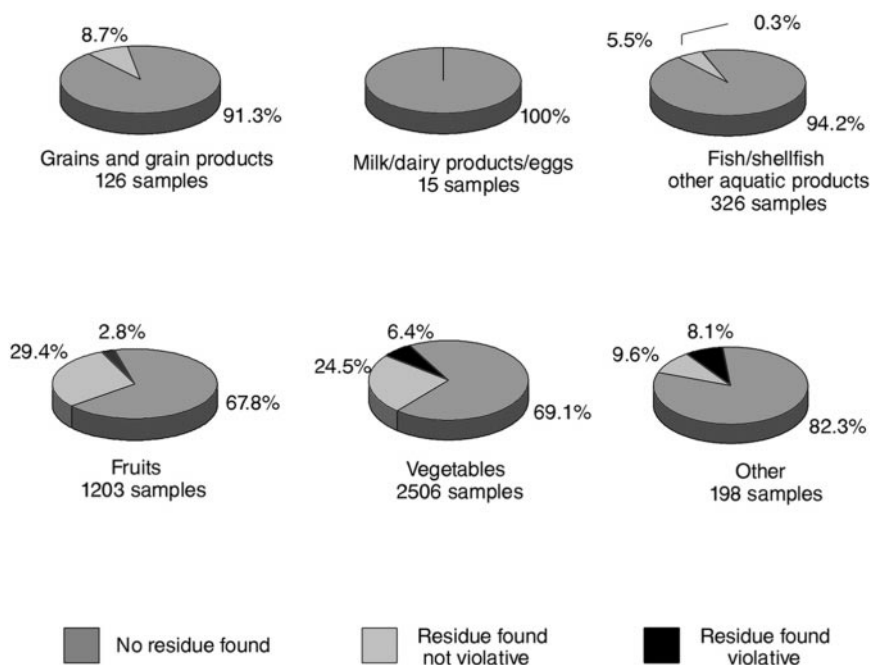 8.7%
91.3%
Grains and grain products
126 samples
100%
Milk/dairy products/eggs
15 samples
0.3%
5.5%
94.2%
Fish/shellfish
other aquatic products
326 samples
2.8%
29.4%
67.8%
Fruits
1203 samples
6.4%
24.5%
69.1%
Vegetables
2506 samples
8.1%
9.6%
82.3%
Other
198 samples
No residue found
Residue found
not violative
Residue found
violative